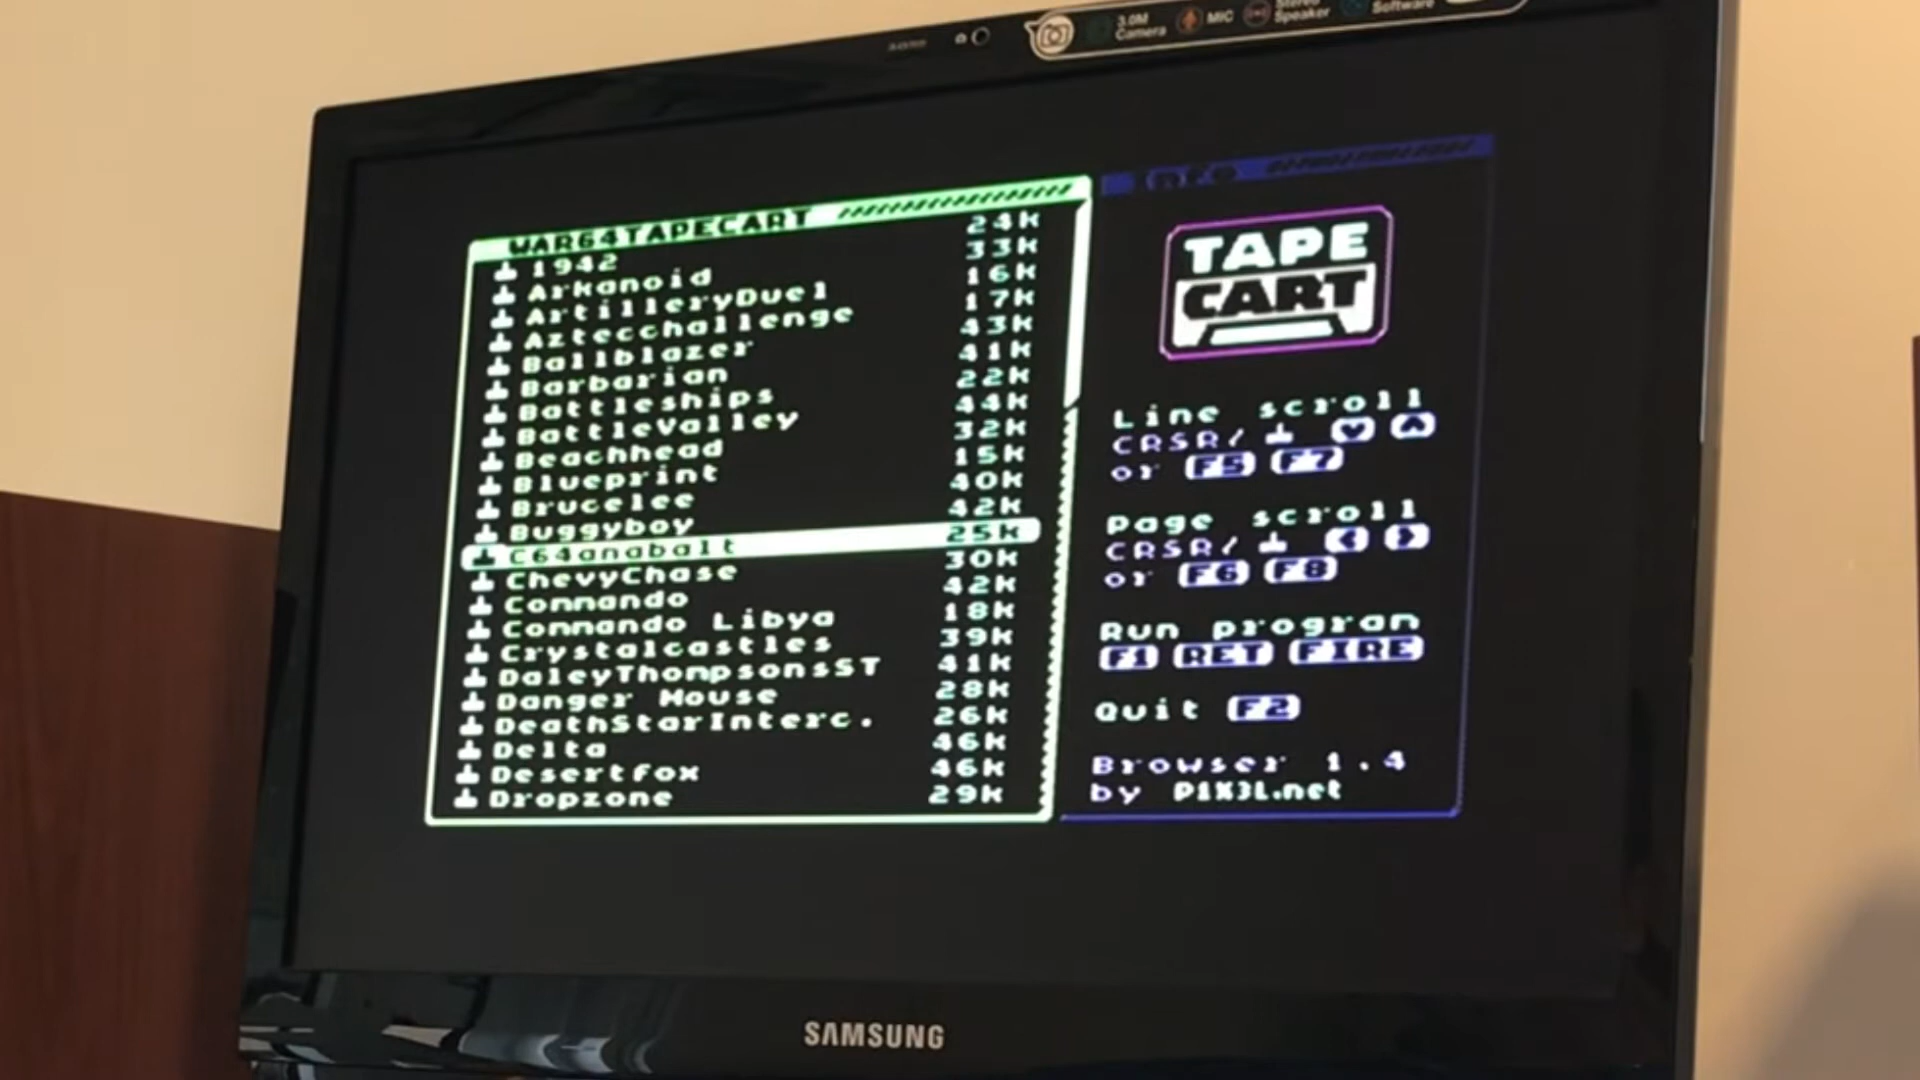 3.0M Camera
MIC
Stereo Speaker
Software
WAR64TAPECART
1942 24k
Arkanoid 33k
ArtilleryDuel 16k
Aztecchallenge 17k
Ballblazer 43k
Barbarian 41k
Battleships 22k
BattleValley 44k
Beachhead 32k
Blueprint 15k
Brucelee 40k
Buggyboy 42k
C64anabalt 25k
ChevyChase 30k
Commando 42k
Commando Libya 18k
Crystalcastles 39k
DaleyThompsonsST 41k
Danger Mouse 28k
DeathStarInterc. 26k
Delta 46k
Desertfox 46k
Dropzone 29k
Info
TAPE
CART
Line scroll
CRSR/
or F5 F7
Page scroll
CRSR/
or F6 F8
Run program
F1 RET FIRE
Quit F2
Browser 1.4
by P1X3L.net
SAMSUNG